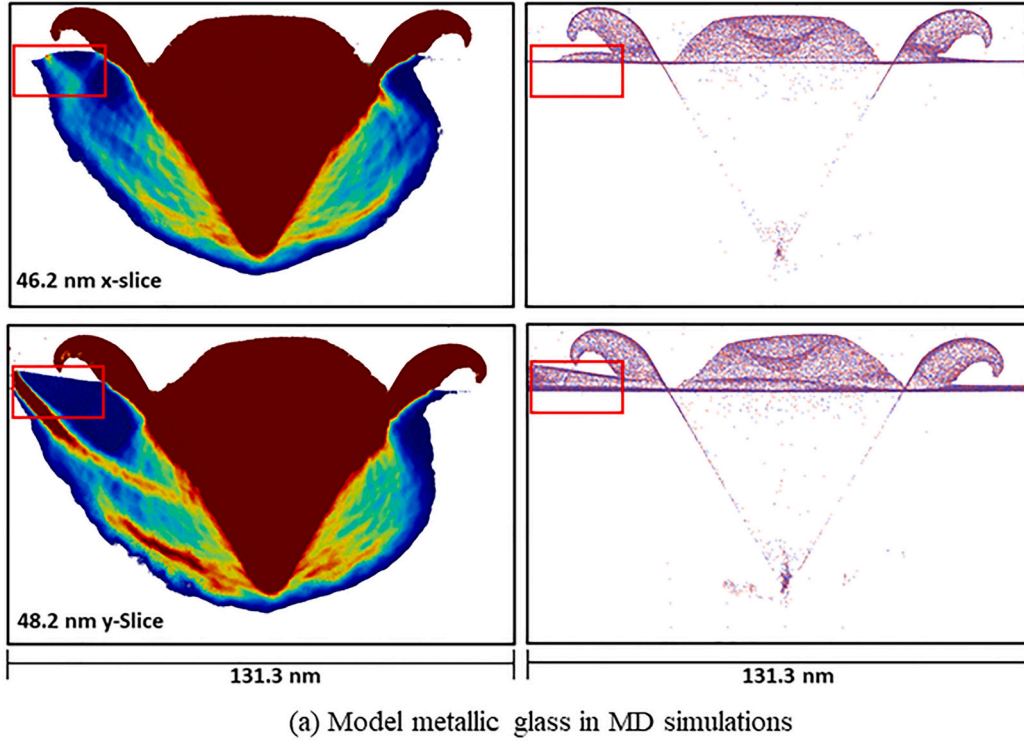 46.2 nm x-slice
48.2 nm y-Slice
131.3 nm
131.3 nm
(a) Model metallic glass in MD simulations